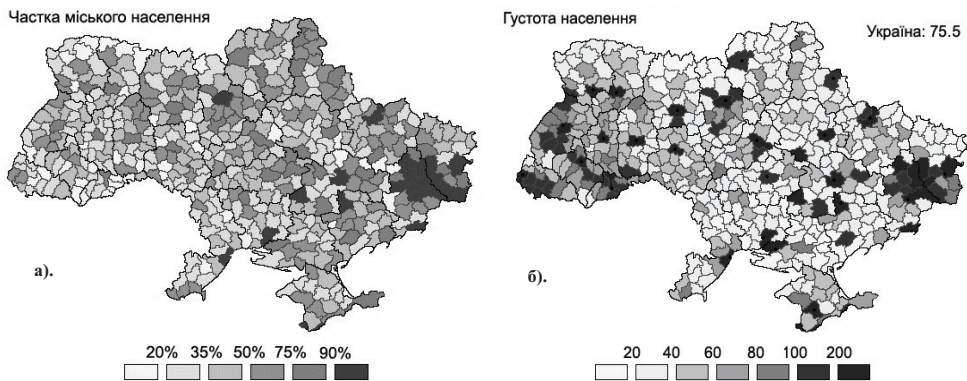 Частка міського населення
Густота населення
Україна: 75.5
а).
б).
20% 35% 50% 75% 90%
20 40 60 80 100 200